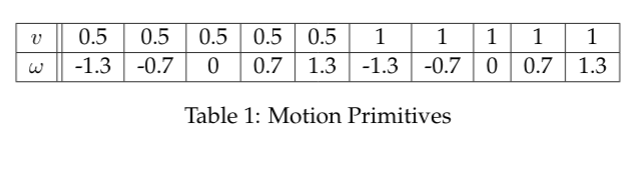 v 0.5 0.5 0.5 0.5 0.5 1 1 1 1 1
ω -1.3 -0.7 0 0.7 1.3 -1.3 -0.7 0 0.7 1.3
Table 1: Motion Primitives